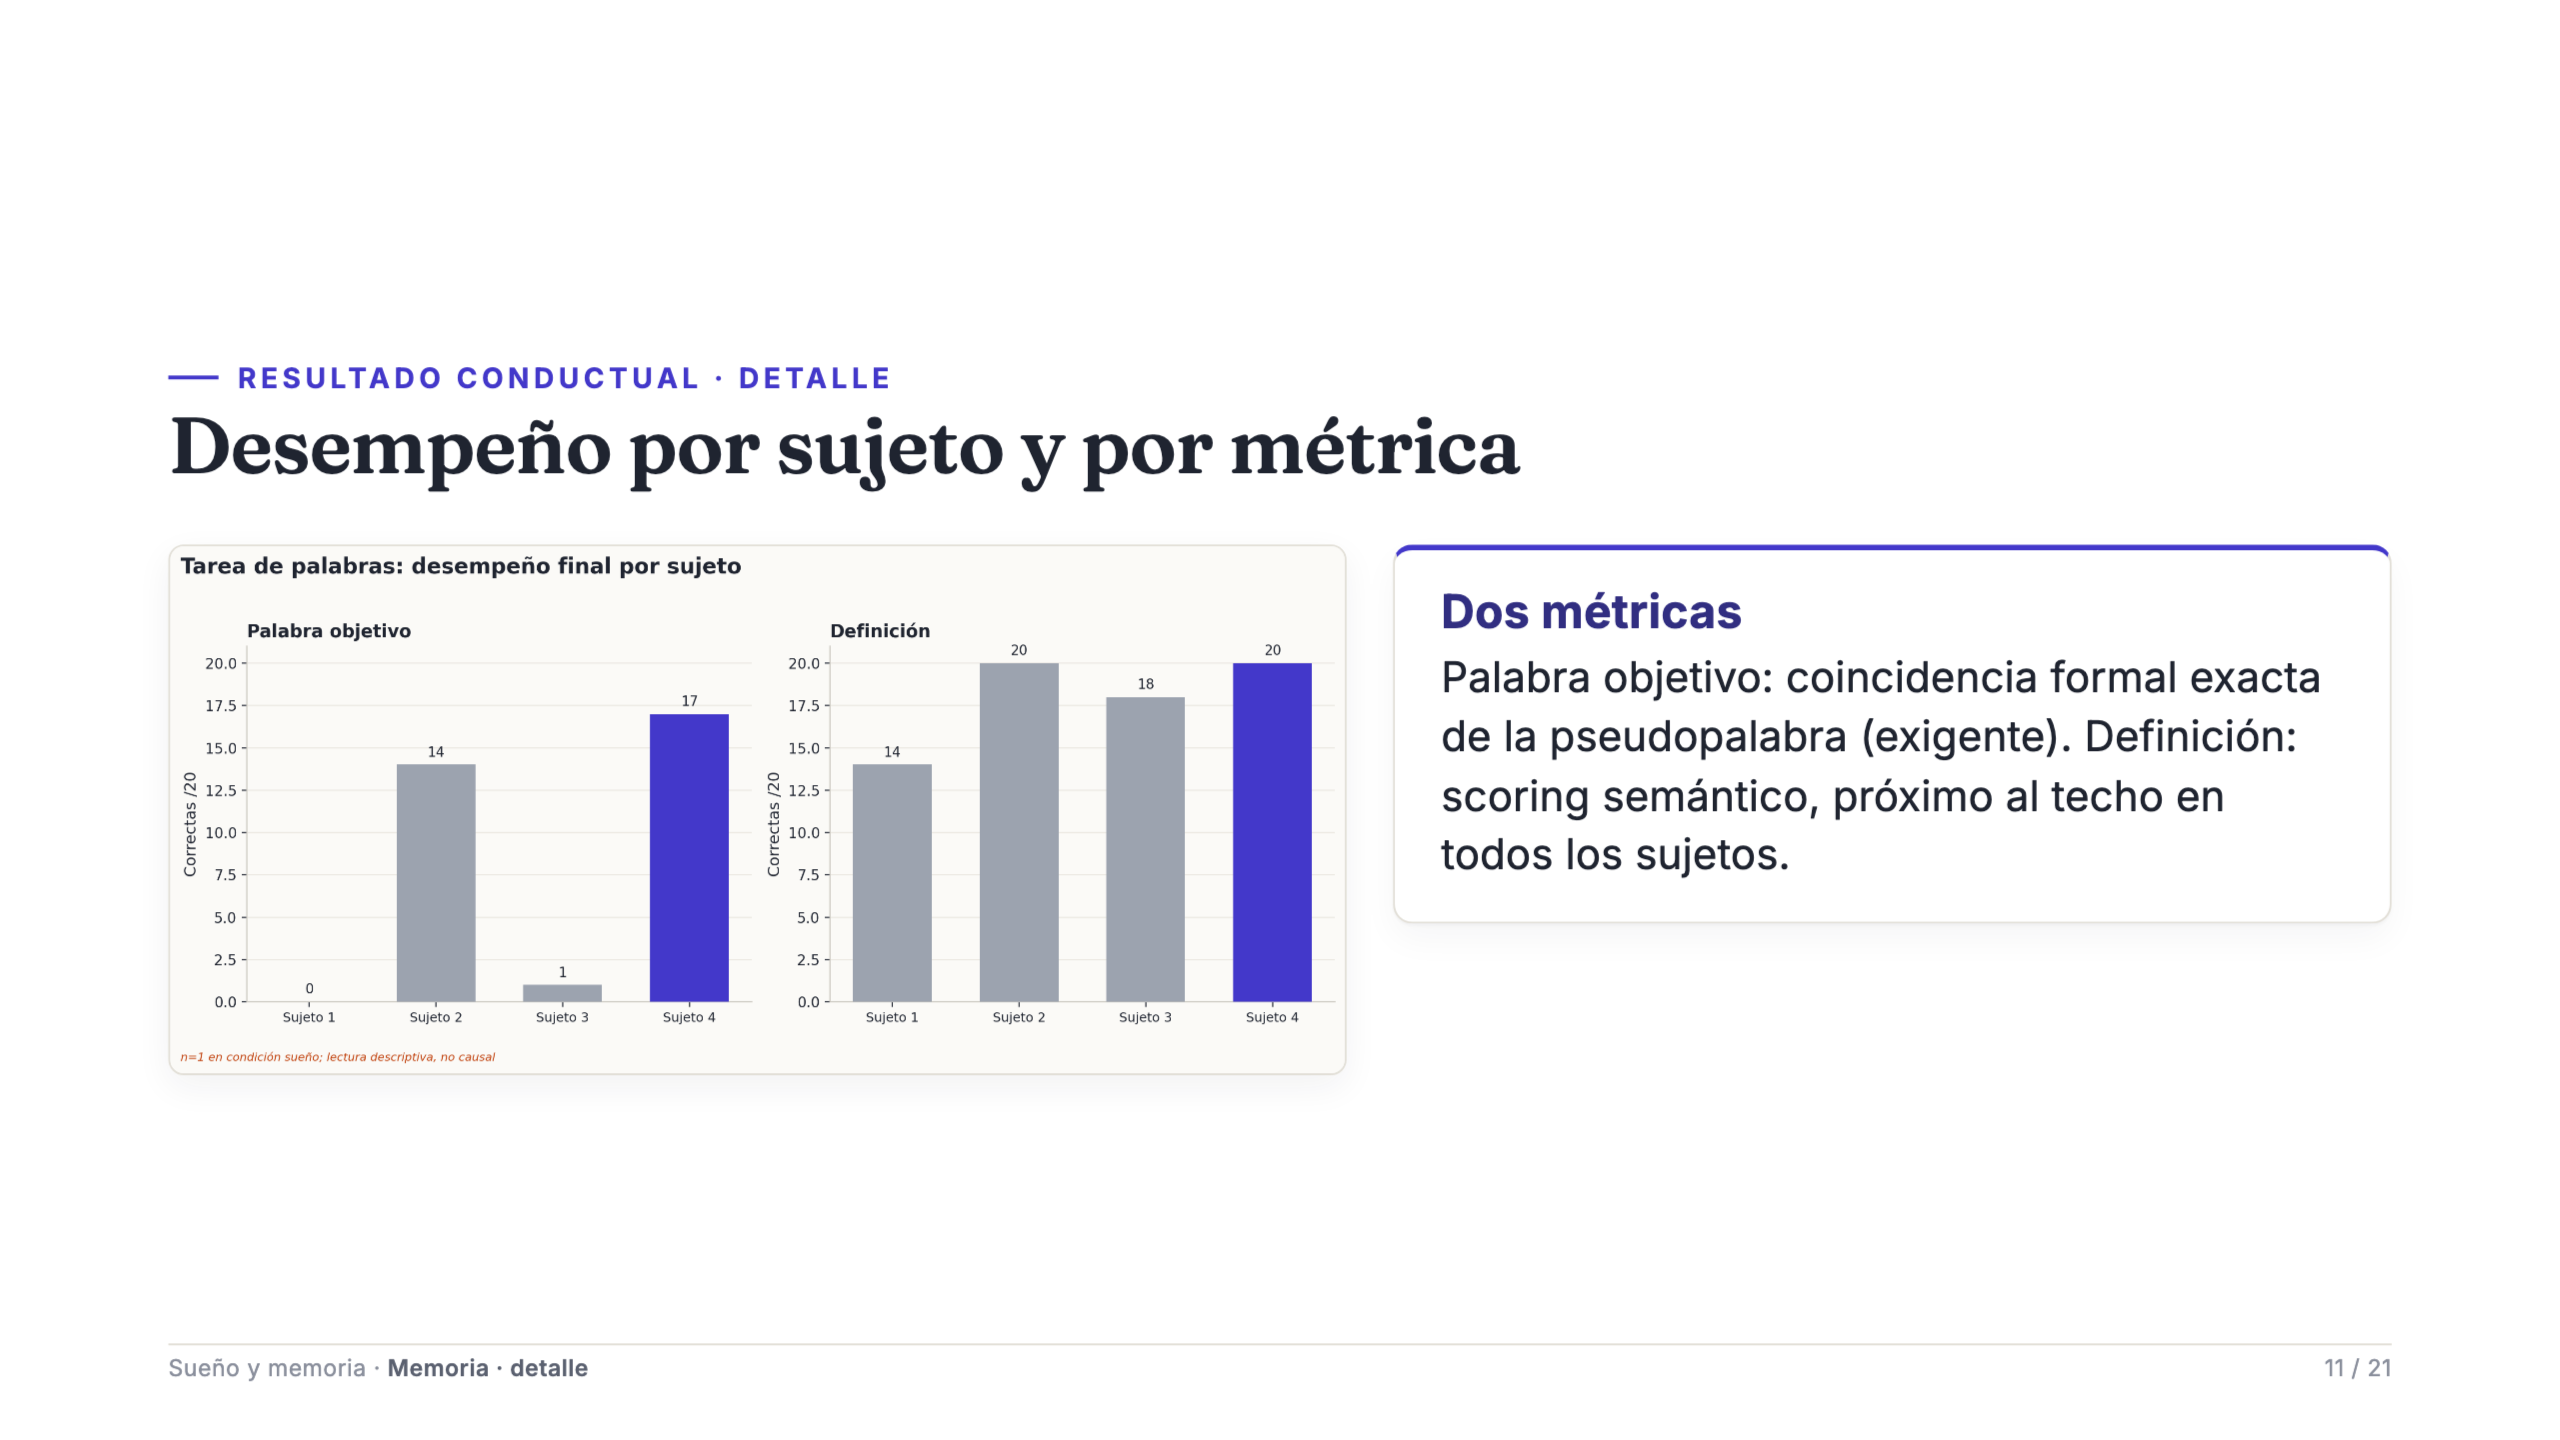 RESULTADO CONDUCTUAL · DETALLE
Desempeño por sujeto y por métrica
Tarea de palabras: desempeño final por sujeto
Palabra objetivo
Correctas /20
20.0
17.5
15.0
12.5
10.0
7.5
5.0
2.5
0.0
0
14
1
17
Sujeto 1
Sujeto 2
Sujeto 3
Sujeto 4
Definición
Correctas /20
20.0
17.5
15.0
12.5
10.0
7.5
5.0
2.5
0.0
14
20
18
20
Sujeto 1
Sujeto 2
Sujeto 3
Sujeto 4
n=1 en condición sueño; lectura descriptiva, no causal
Dos métricas
Palabra objetivo: coincidencia formal exacta
de la pseudopalabra (exigente). Definición:
scoring semántico, próximo al techo en
todos los sujetos.
Sueño y memoria · Memoria · detalle
11 / 21